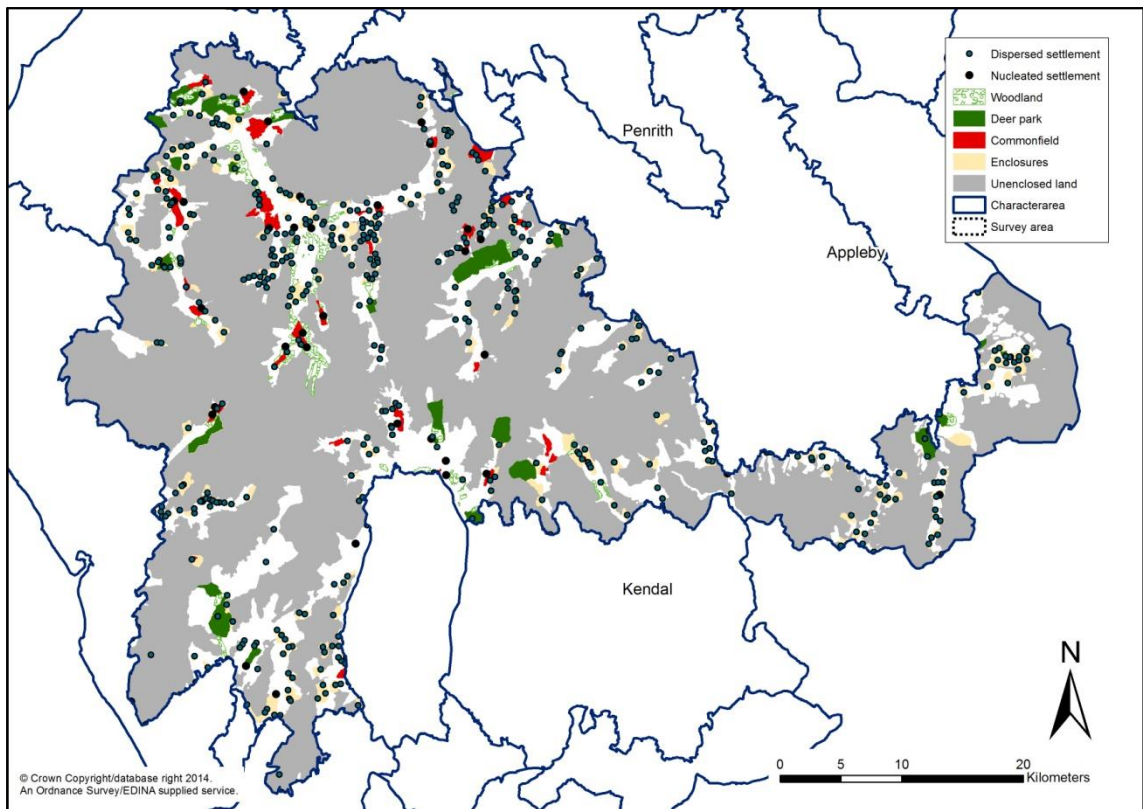 Dispersed settlement
Nucleated settlement
Woodland
Deer park
Commonfield
Enclosures
Unenclosed land
Characterarea
Survey area
Penrith
Appleby
Kendal
N
0 5 10 20
Kilometers
© Crown Copyright/database right 2014.
An Ordnance Survey/EDINA supplied service.